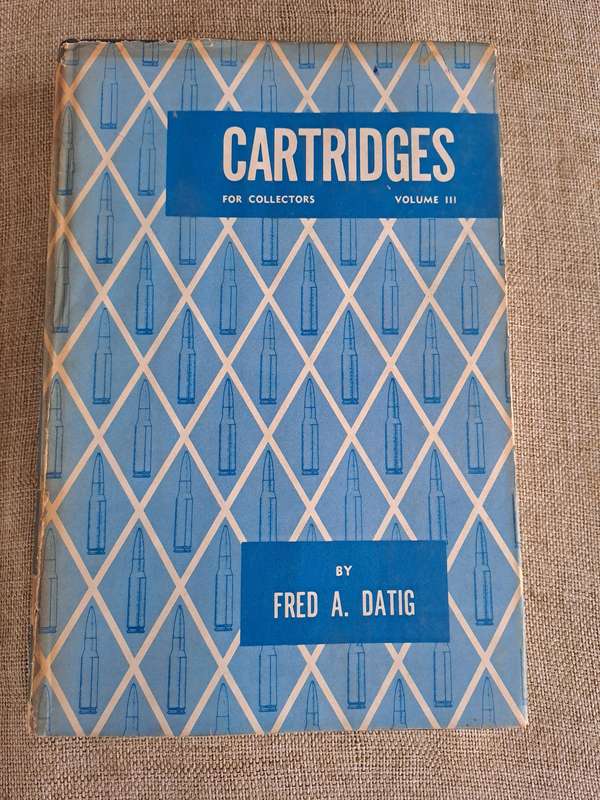 CARTRIDGES
FOR COLLECTORS VOLUME III
BY
FRED A. DATIG